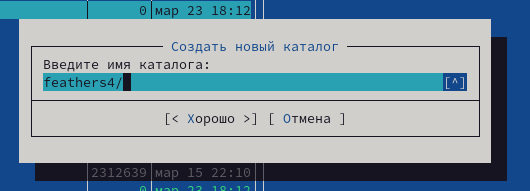 0 мар 23 18:12
Создать новый каталог
Введите имя каталога:
feathers4/ [^]
[< Хорошо >] [ Отмена ]
2312639 мар 15 22:10
0 мар 23 18:12